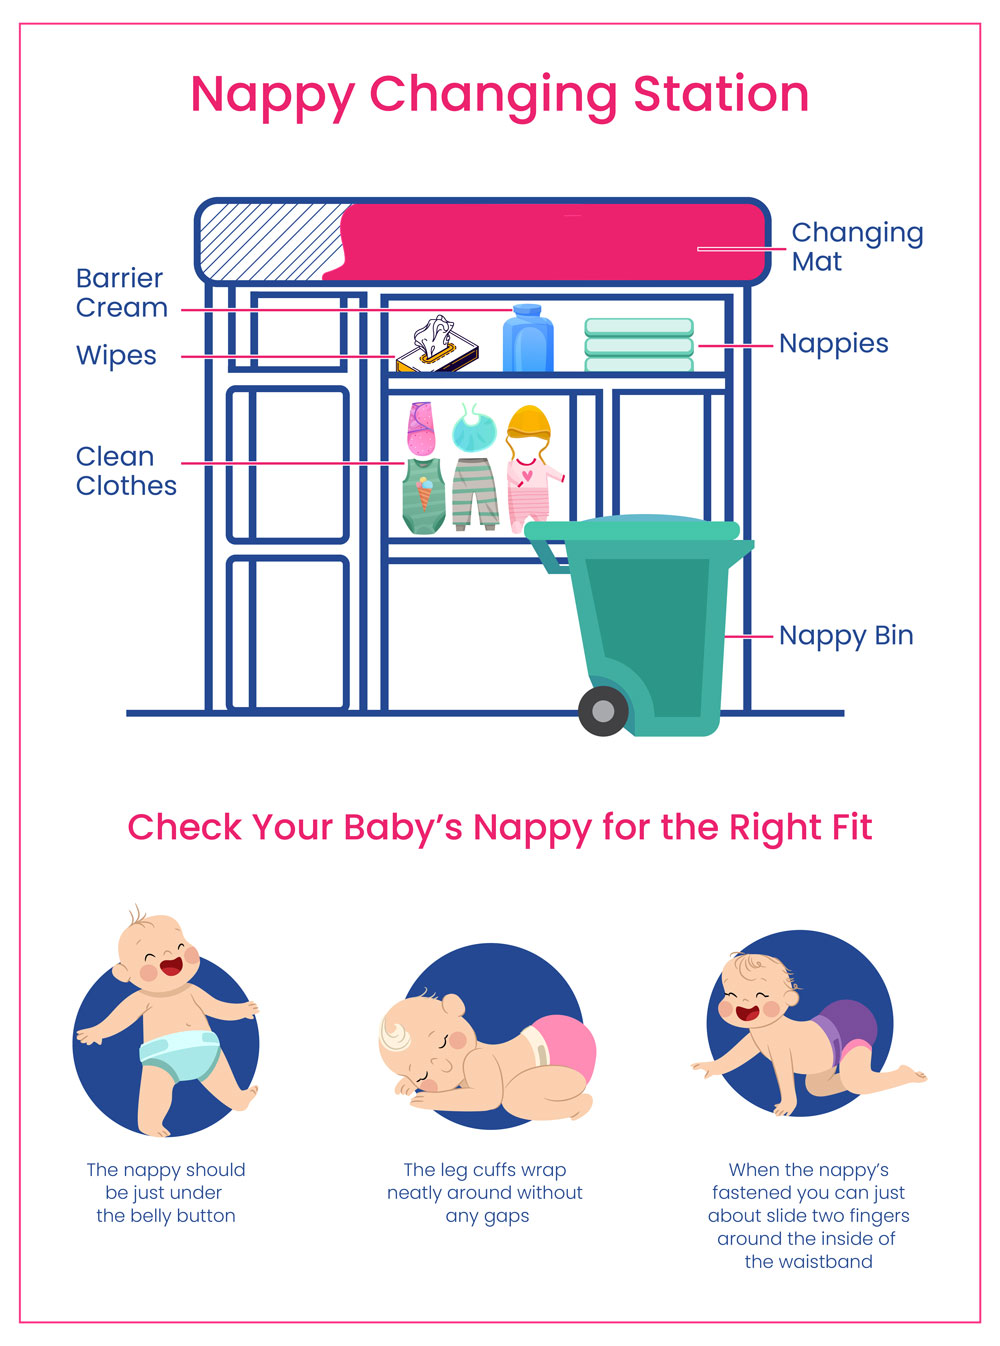 Nappy Changing Station
Changing
Mat
Barrier
Cream
Wipes
Nappies
Clean
Clothes
Nappy Bin
Check Your Baby’s Nappy for the Right Fit
The nappy should
be just under
the belly button
The leg cuffs wrap
neatly around without
any gaps
When the nappy’s
fastened you can just
about slide two fingers
around the inside of
the waistband